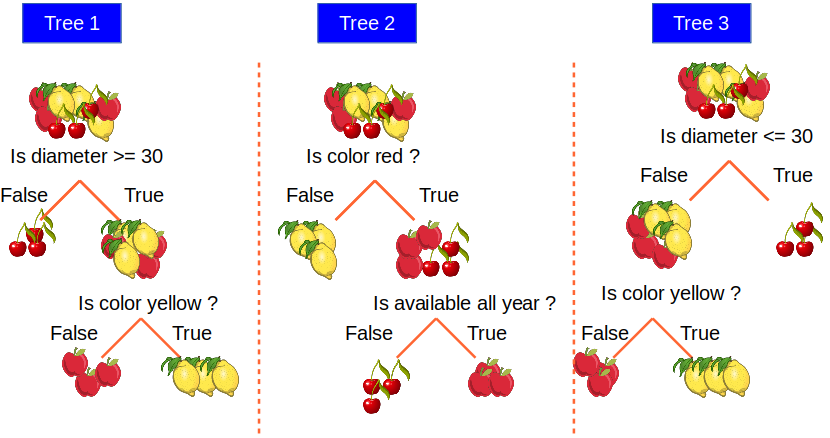 Tree 1
Is diameter >= 30
False
True
Is color yellow ?
False
True
Tree 2
Is color red ?
False
True
Is available all year ?
False
True
Tree 3
Is diameter <= 30
False
True
Is color yellow ?
False
True